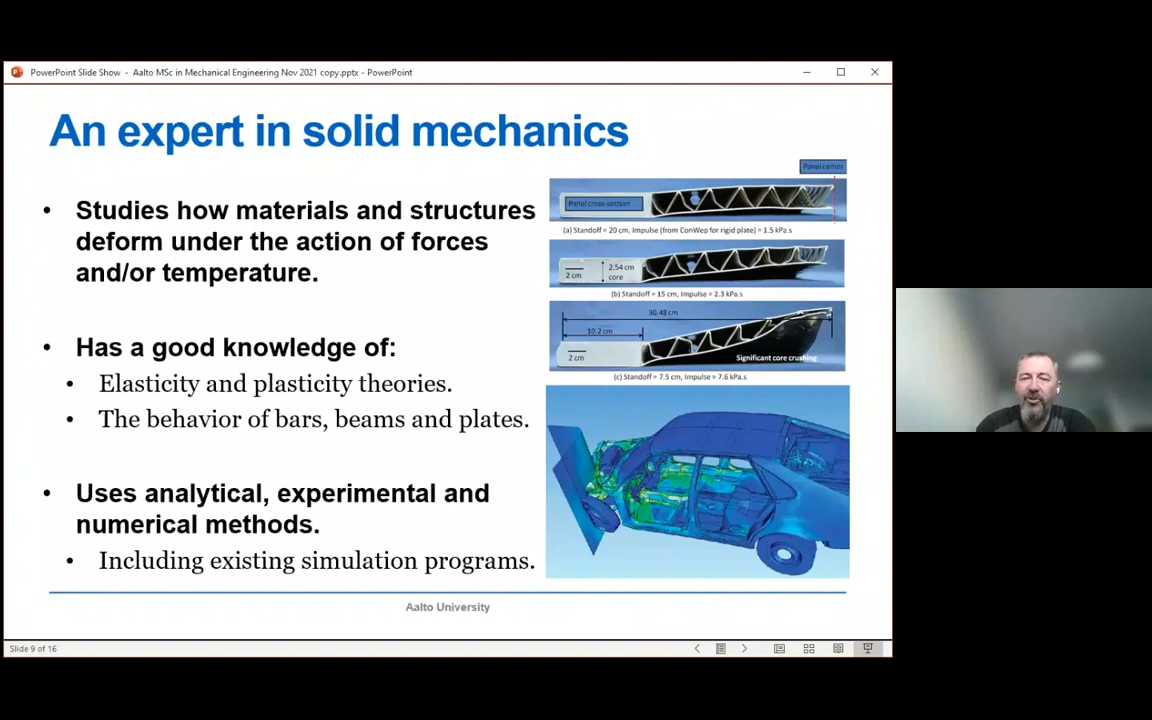 PowerPoint Slide Show - Aalto MSc in Mechanical Engineering Nov 2021 copy.pptx - PowerPoint
An expert in solid mechanics
• Studies how materials and structures
deform under the action of forces
and/or temperature.
• Has a good knowledge of:
• Elasticity and plasticity theories.
• The behavior of bars, beams and plates.
• Uses analytical, experimental and
numerical methods.
• Including existing simulation programs.
Panel center
Panel cross-section
(a) Standoff = 20 cm, Impulse (from ConWep for rigid plate) = 1.5 kPa.s
2 cm
2.54 cm
core
(b) Standoff = 15 cm, Impulse = 2.3 kPa.s
30.48 cm
10.2 cm
2 cm
Significant core crushing
(c) Standoff = 7.5 cm, Impulse = 7.6 kPa.s
Aalto University
Slide 9 of 16